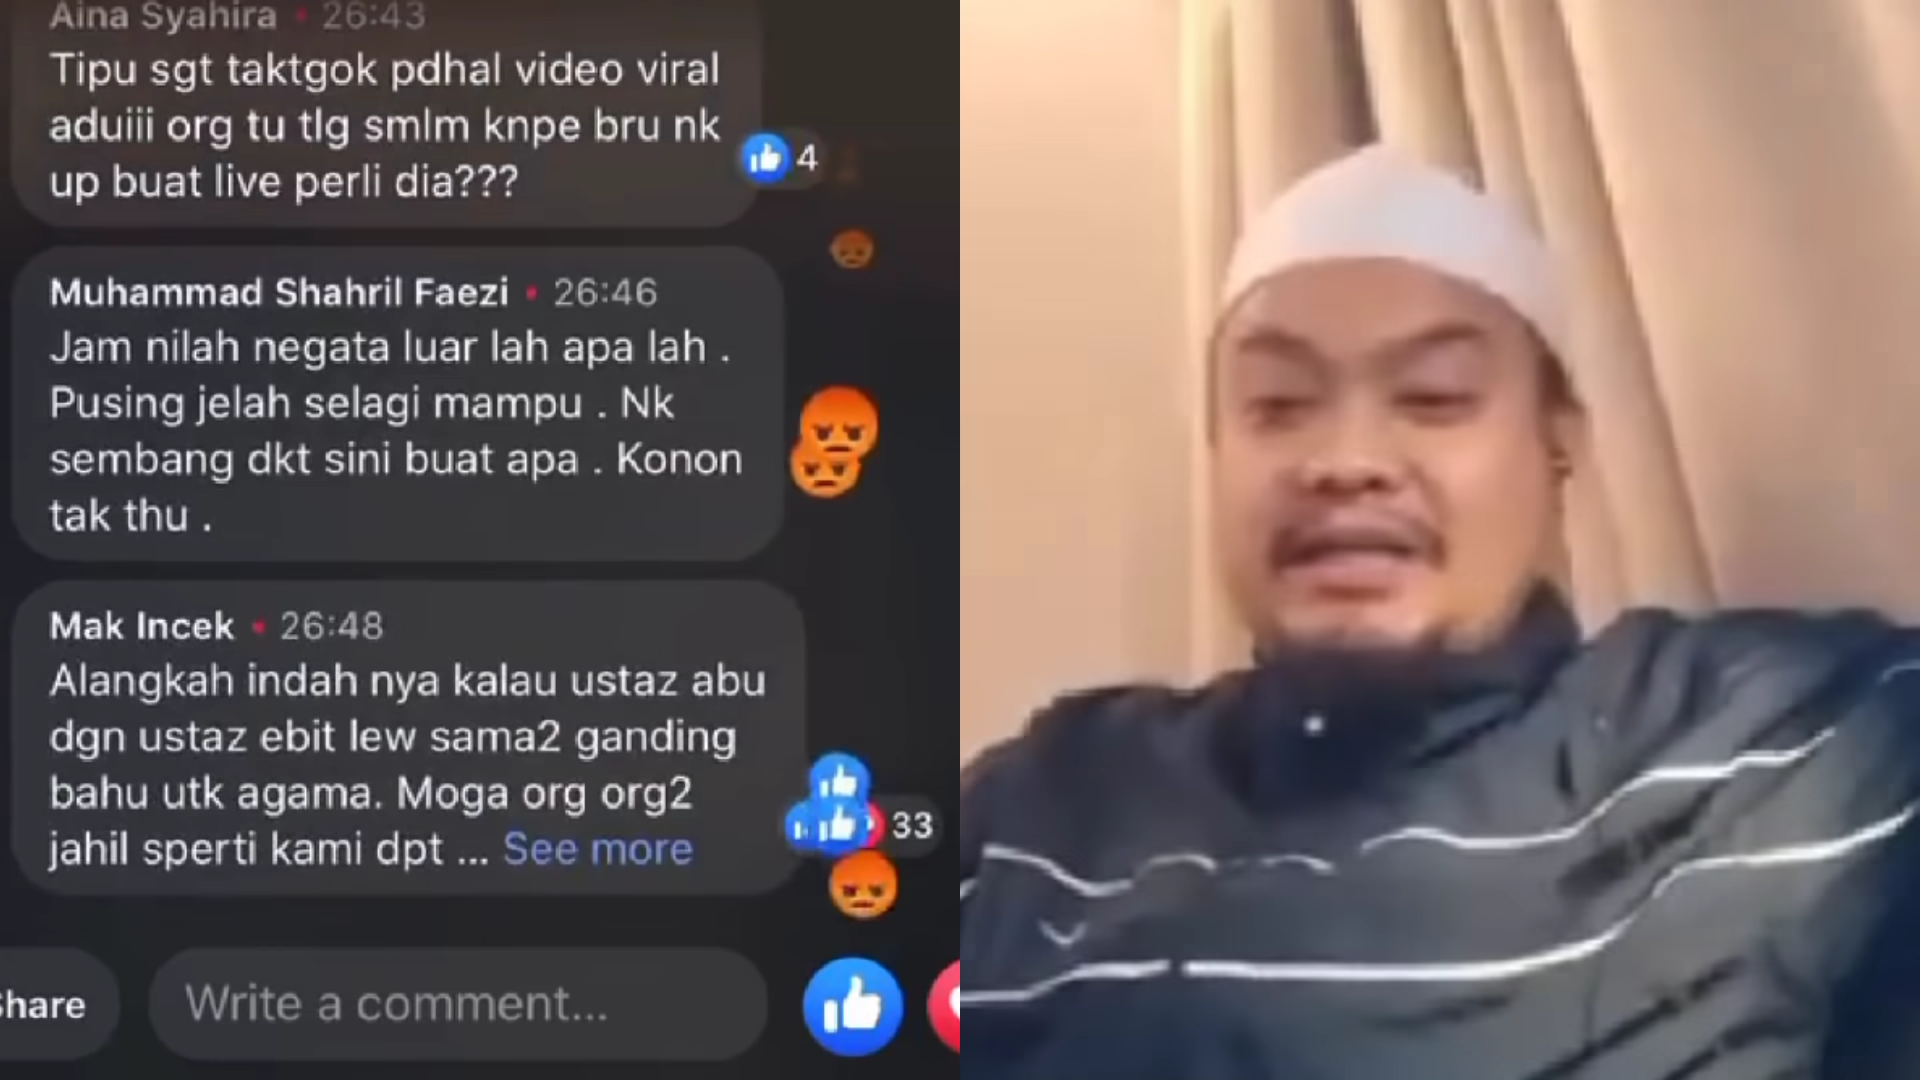 Aina Syahira • 26:43
Tipu sgt taktgok pdhal video viral
aduiii org tu tlg smlm knpe bru nk
up buat live perli dia???
4
Muhammad Shahril Faezi • 26:46
Jam nilah negata luar lah apa lah .
Pusing jelah selagi mampu . Nk
sembang dkt sini buat apa . Konon
tak thu .
Mak Incek • 26:48
Alangkah indah nya kalau ustaz abu
dgn ustaz ebit lew sama2 ganding
bahu utk agama. Moga org org2
jahil sperti kami dpt ... See more
33
Share
Write a comment...